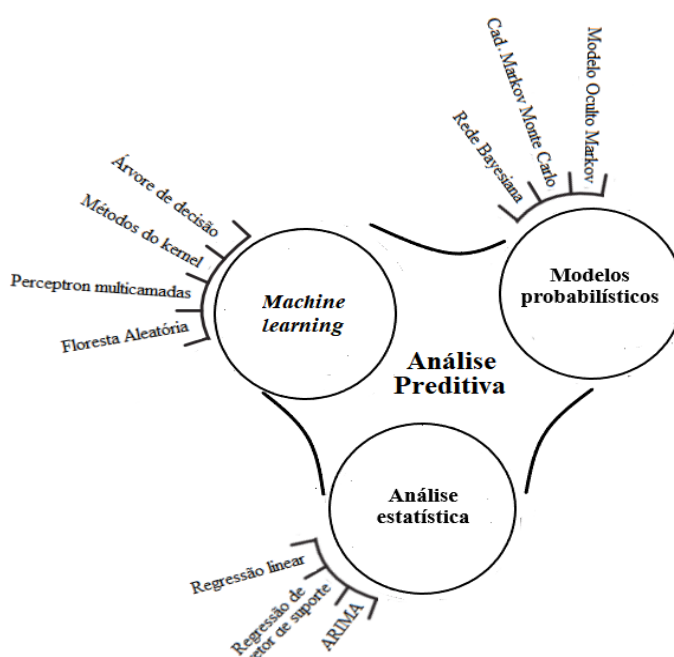 Árvore de decisão
Métodos do kernel
Perceptron multicamadas
Floresta Aleatória
Machine
learning
Rede Bayesiana
Cad. Markov Monte Carlo
Modelo Oculto Markov
Modelos
probabilísticos
Análise
Preditiva
Análise
estatística
Regressão linear
Regressão de
etor de suporte
ARIMA